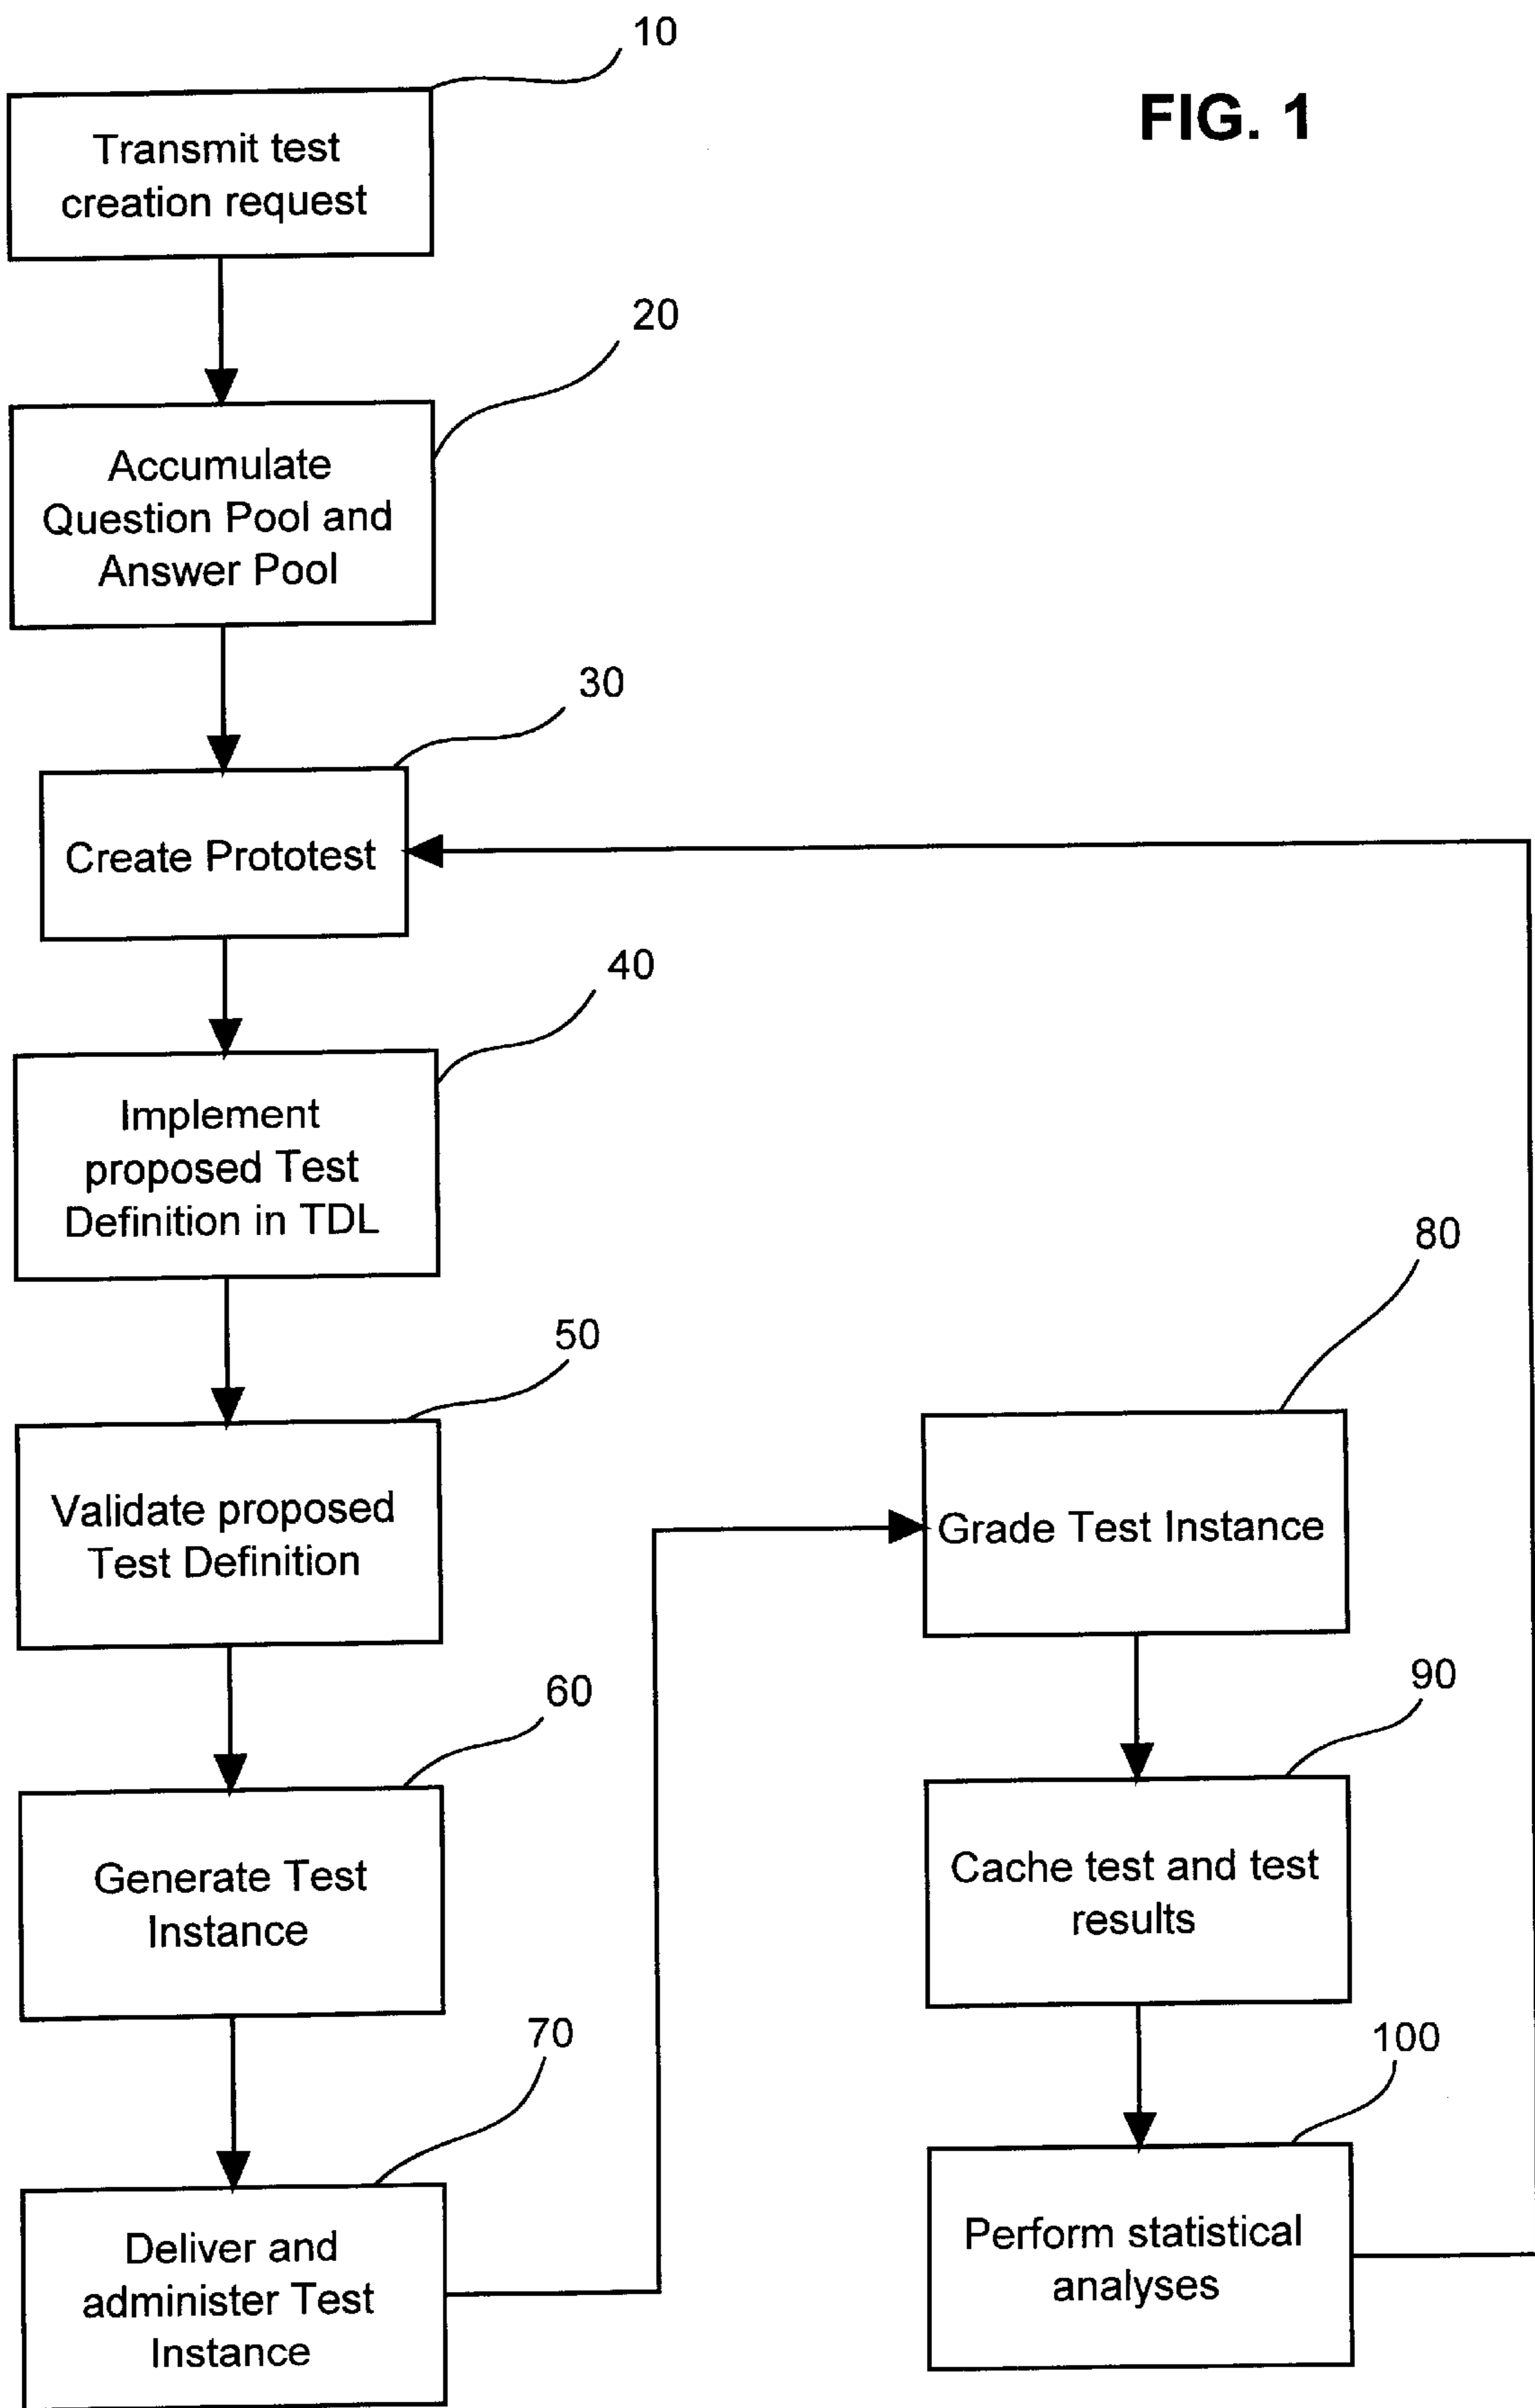 10
FIG. 1
Transmit test
creation request
20
Accumulate
Question Pool and
Answer Pool
30
Create Prototest
40
Implement
proposed Test
Definition in TDL
50
Validate proposed
Test Definition
60
Generate Test
Instance
70
Deliver and
administer Test
Instance
80
Grade Test Instance
90
Cache test and test
results
100
Perform statistical
analyses